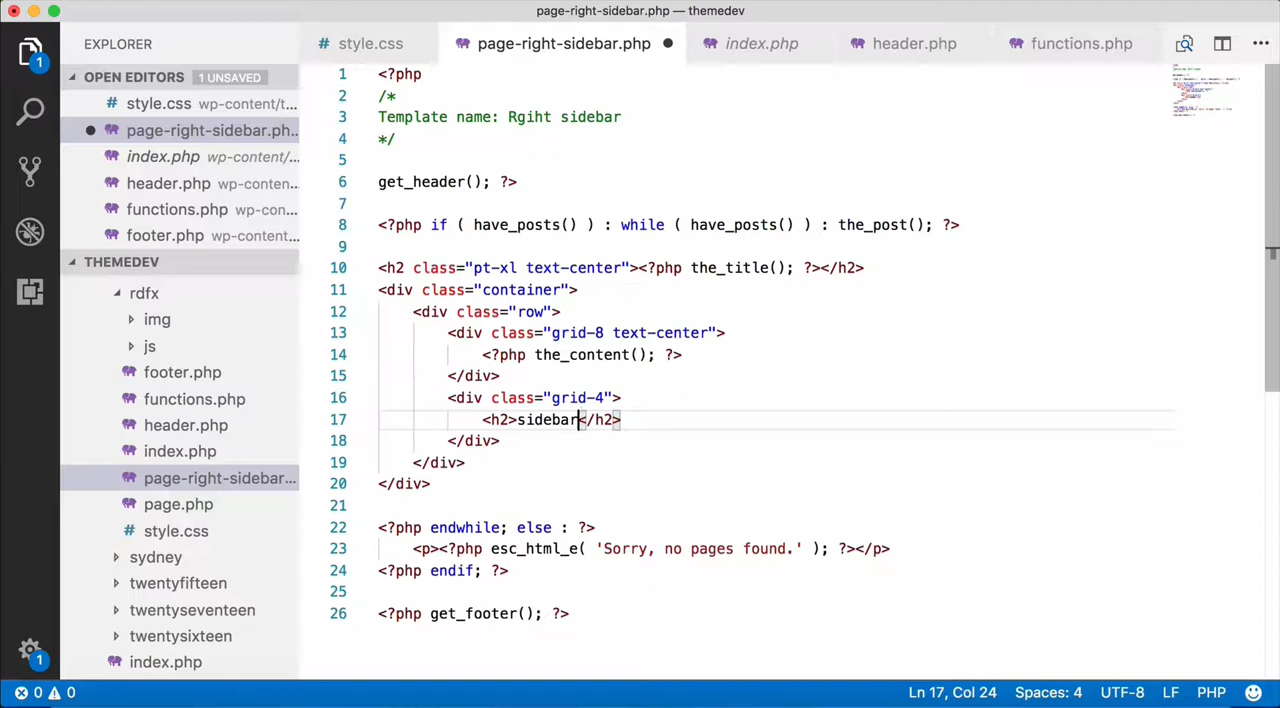 page-right-sidebar.php — themedev
EXPLORER
# style.css
page-right-sidebar.php
index.php
header.php
functions.php
OPEN EDITORS 1 UNSAVED
# style.css wp-content/t...
page-right-sidebar.ph...
index.php wp-content/...
header.php wp-conten...
functions.php wp-con...
footer.php wp-content...
THEMEDEV
rdfx
img
js
footer.php
functions.php
header.php
index.php
page-right-sidebar...
page.php
# style.css
sydney
twentyfifteen
twentyseventeen
twentysixteen
index.php
1
1
1 <?php
2 /*
3 Template name: Rgiht sidebar
4 */
5
6 get_header(); ?>
7
8 <?php if ( have_posts() ) : while ( have_posts() ) : the_post(); ?>
9
10 <h2 class="pt-xl text-center"><?php the_title(); ?></h2>
11 <div class="container">
12 <div class="row">
13 <div class="grid-8 text-center">
14 <?php the_content(); ?>
15 </div>
16 <div class="grid-4">
17 <h2>sidebar</h2>
18 </div>
19 </div>
20 </div>
21
22 <?php endwhile; else : ?>
23 <p><?php esc_html_e( 'Sorry, no pages found.' ); ?></p>
24 <?php endif; ?>
25
26 <?php get_footer(); ?>
0 0
Ln 17, Col 24 Spaces: 4 UTF-8 LF PHP